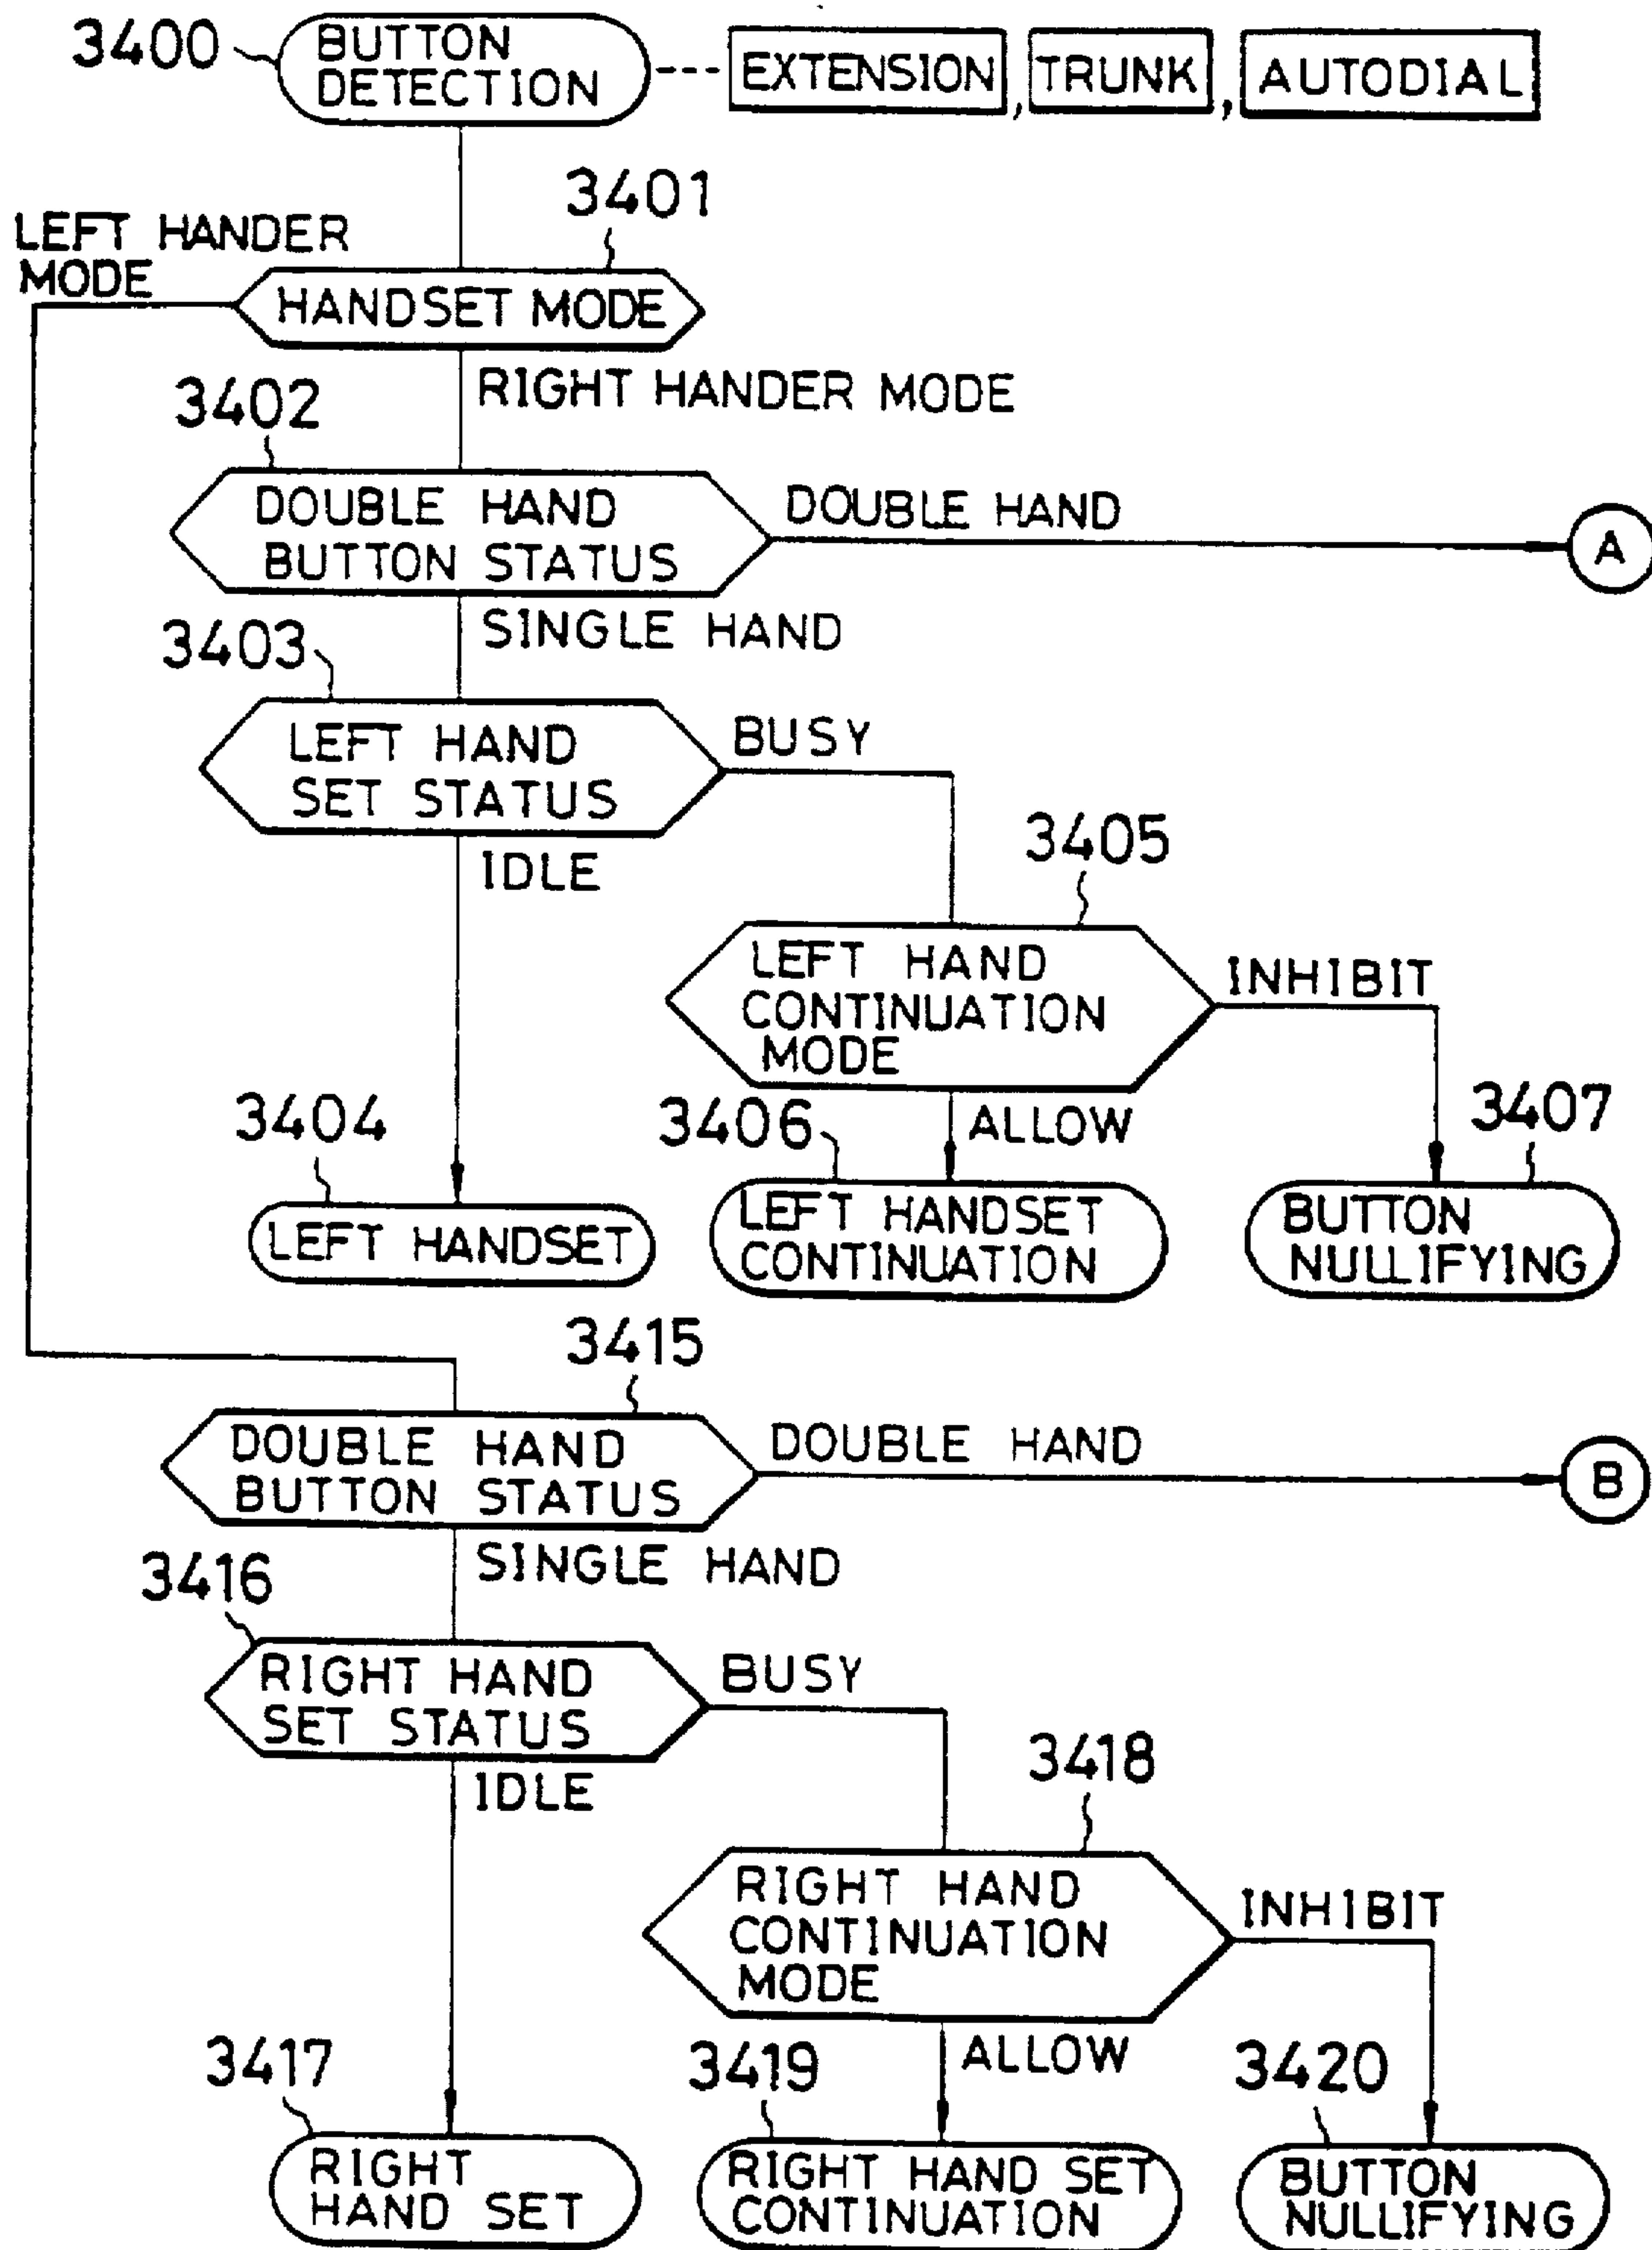 3400
BUTTON
DETECTION
EXTENSION, TRUNK, AUTODIAL
3401
LEFT HANDER
MODE
HANDSET MODE
RIGHT HANDER MODE
3402
DOUBLE HAND
BUTTON STATUS
DOUBLE HAND
A
SINGLE HAND
3403
LEFT HAND
SET STATUS
BUSY
IDLE
3405
LEFT HAND
CONTINUATION
MODE
INHIBIT
ALLOW
3404
LEFT HANDSET
3406
LEFT HANDSET
CONTINUATION
3407
BUTTON
NULLIFYING
3415
DOUBLE HAND
BUTTON STATUS
DOUBLE HAND
B
SINGLE HAND
3416
RIGHT HAND
SET STATUS
BUSY
IDLE
3418
RIGHT HAND
CONTINUATION
MODE
INHIBIT
ALLOW
3417
RIGHT
HAND SET
3419
RIGHT HAND SET
CONTINUATION
3420
BUTTON
NULLIFYING